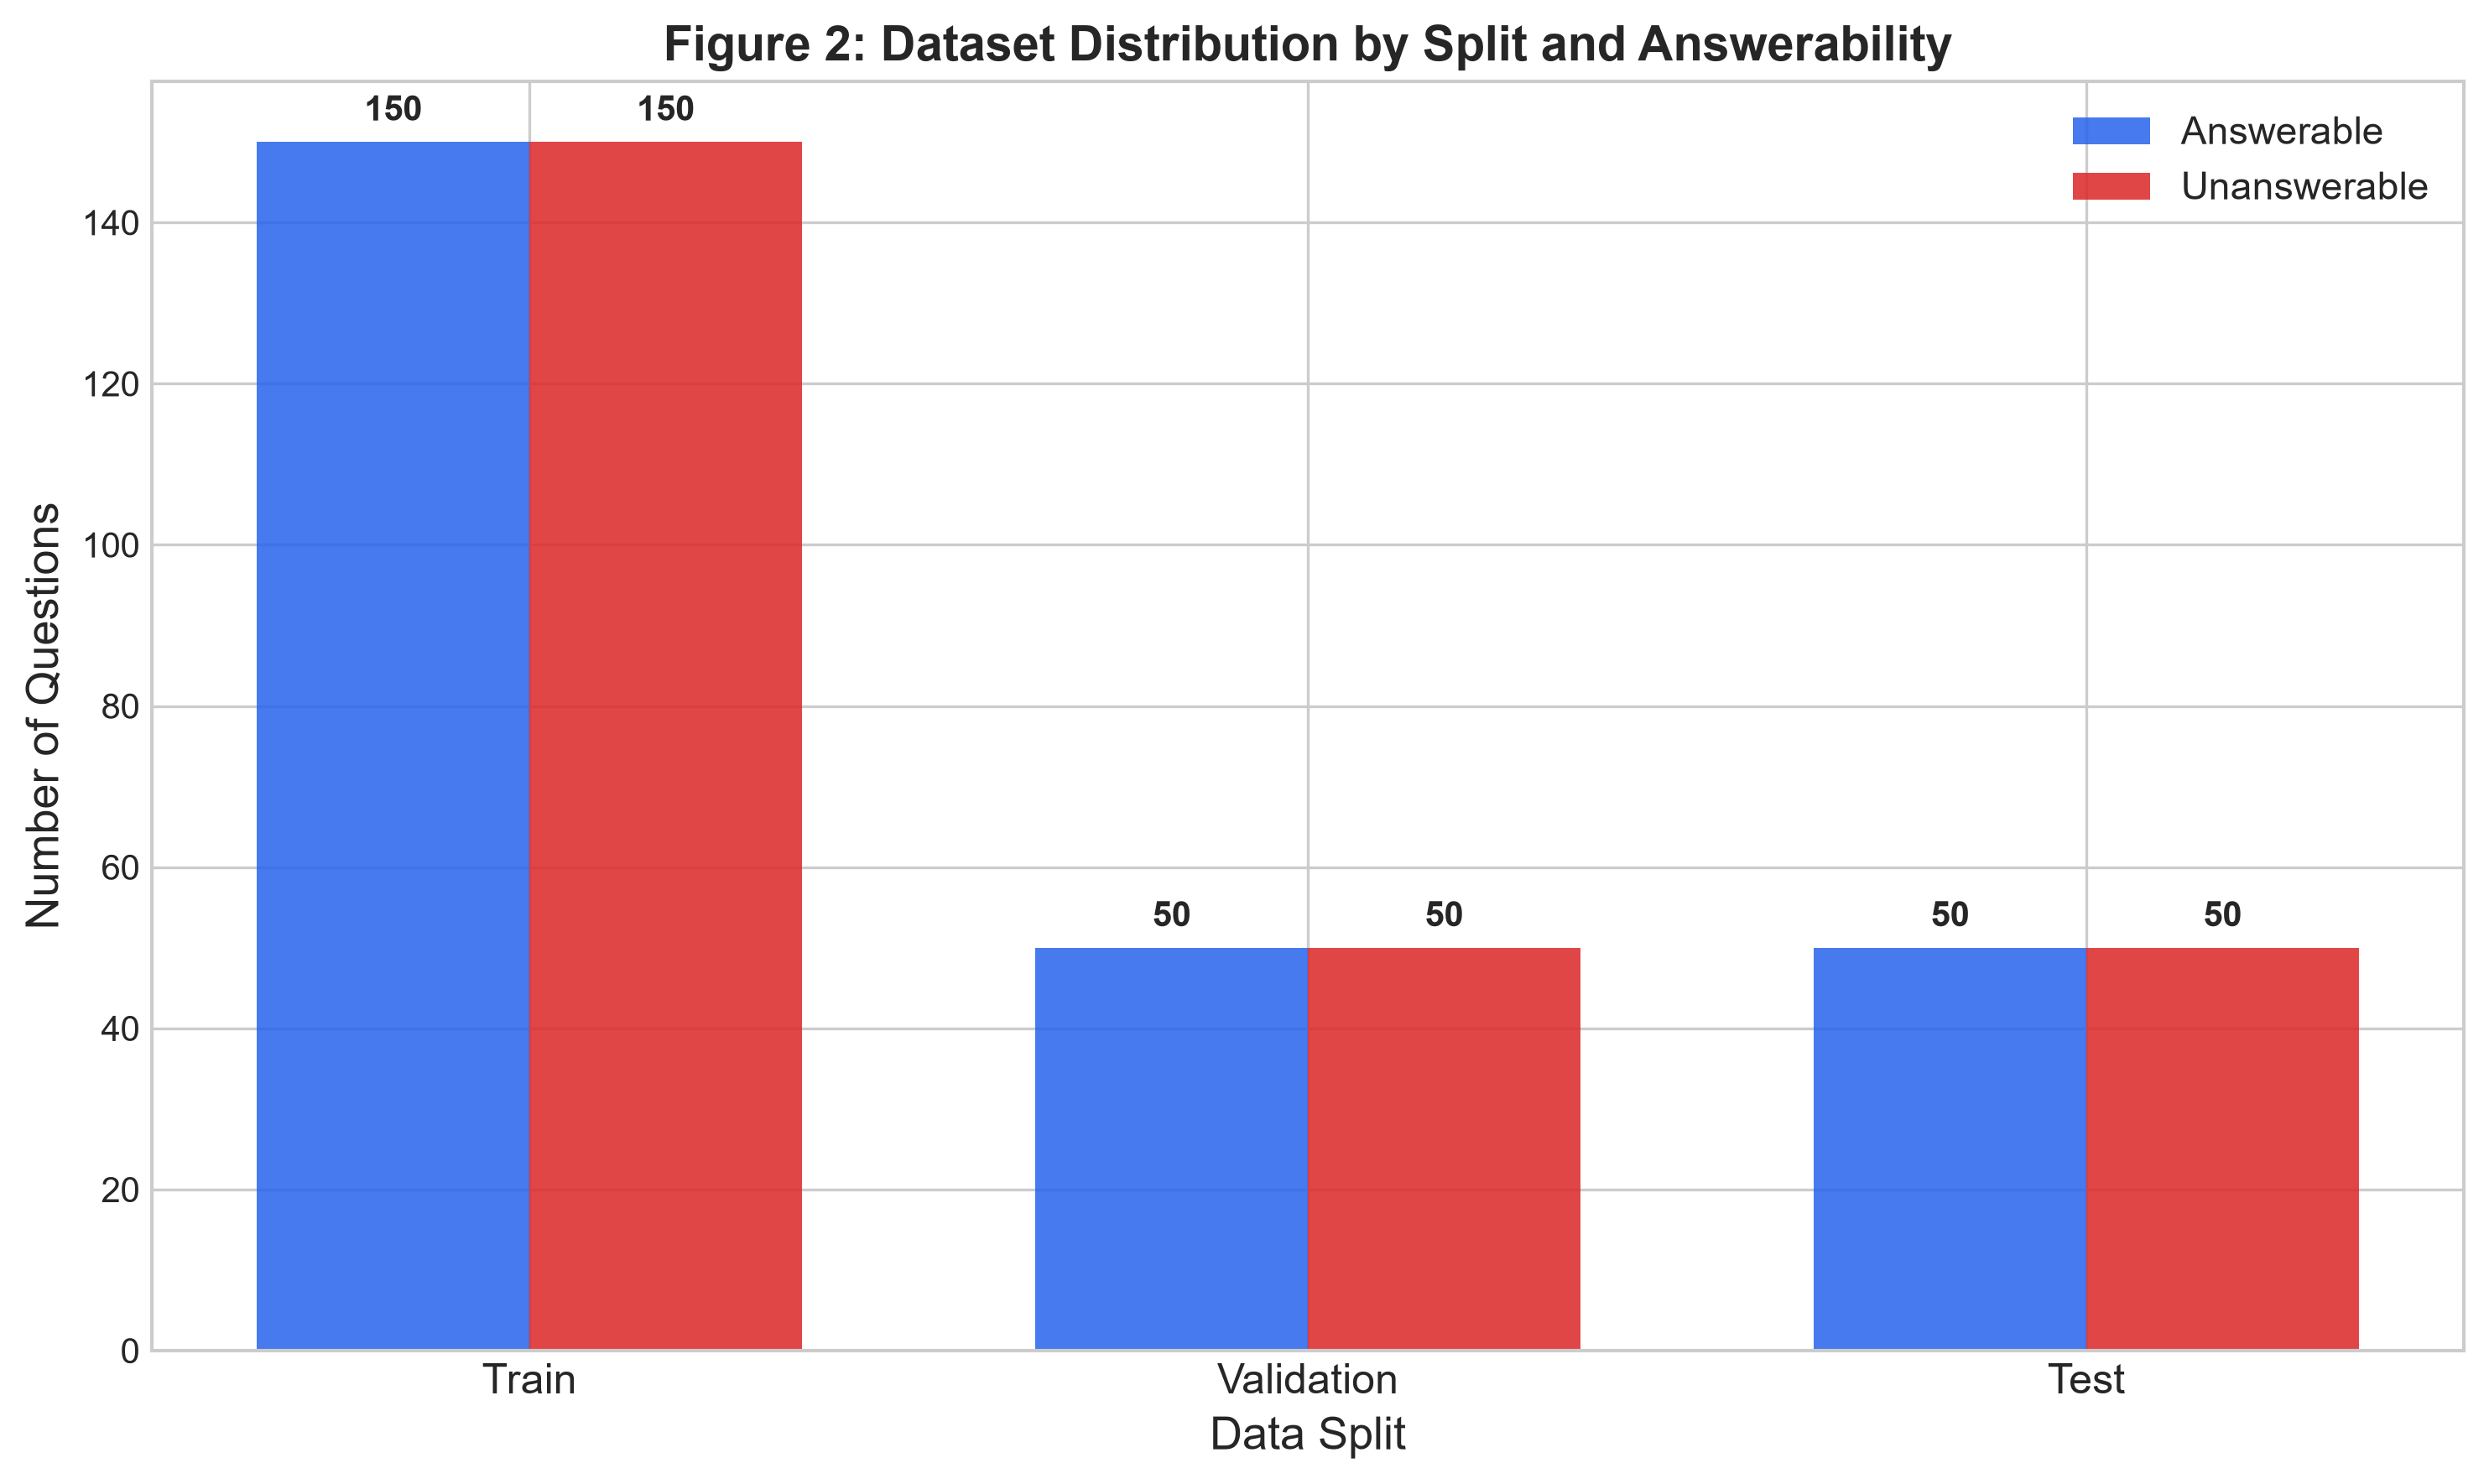 Figure 2: Dataset Distribution by Split and Answerability
150 150
Answerable
Unanswerable
140
120
100
80
60
50 50 50 50
40
20
0
Number of Questions
Train Validation Test
Data Split